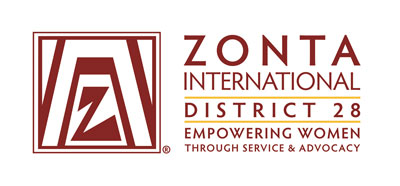 ZONTA
INTERNATIONAL
DISTRICT 28
EMPOWERING WOMEN
THROUGH SERVICE & ADVOCACY
Z
®